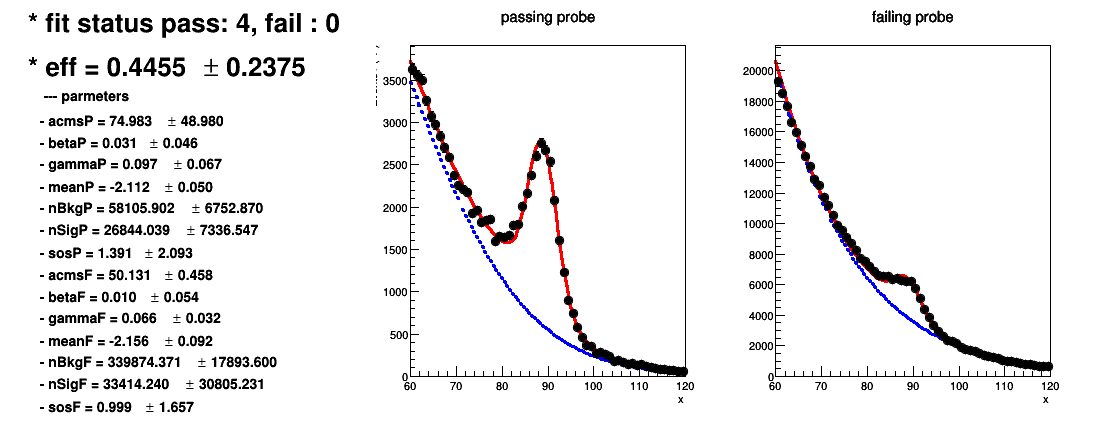 * fit status pass: 4, fail : 0
* eff = 0.4455 ± 0.2375
--- parmeters
- acmsP = 74.983 ± 48.980
- betaP = 0.031 ± 0.046
- gammaP = 0.097 ± 0.067
- meanP = -2.112 ± 0.050
- nBkgP = 58105.902 ± 6752.870
- nSigP = 26844.039 ± 7336.547
- sosP = 1.391 ± 2.093
- acmsF = 50.131 ± 0.458
- betaF = 0.010 ± 0.054
- gammaF = 0.066 ± 0.032
- meanF = -2.156 ± 0.092
- nBkgF = 339874.371 ± 17893.600
- nSigF = 33414.240 ± 30805.231
- sosF = 0.999 ± 1.657
passing probe
3500
3000
2500
2000
1500
1000
500
0
60 70 80 90 100 110 120
x
failing probe
20000
18000
16000
14000
12000
10000
8000
6000
4000
2000
0
60 70 80 90 100 110 120
x